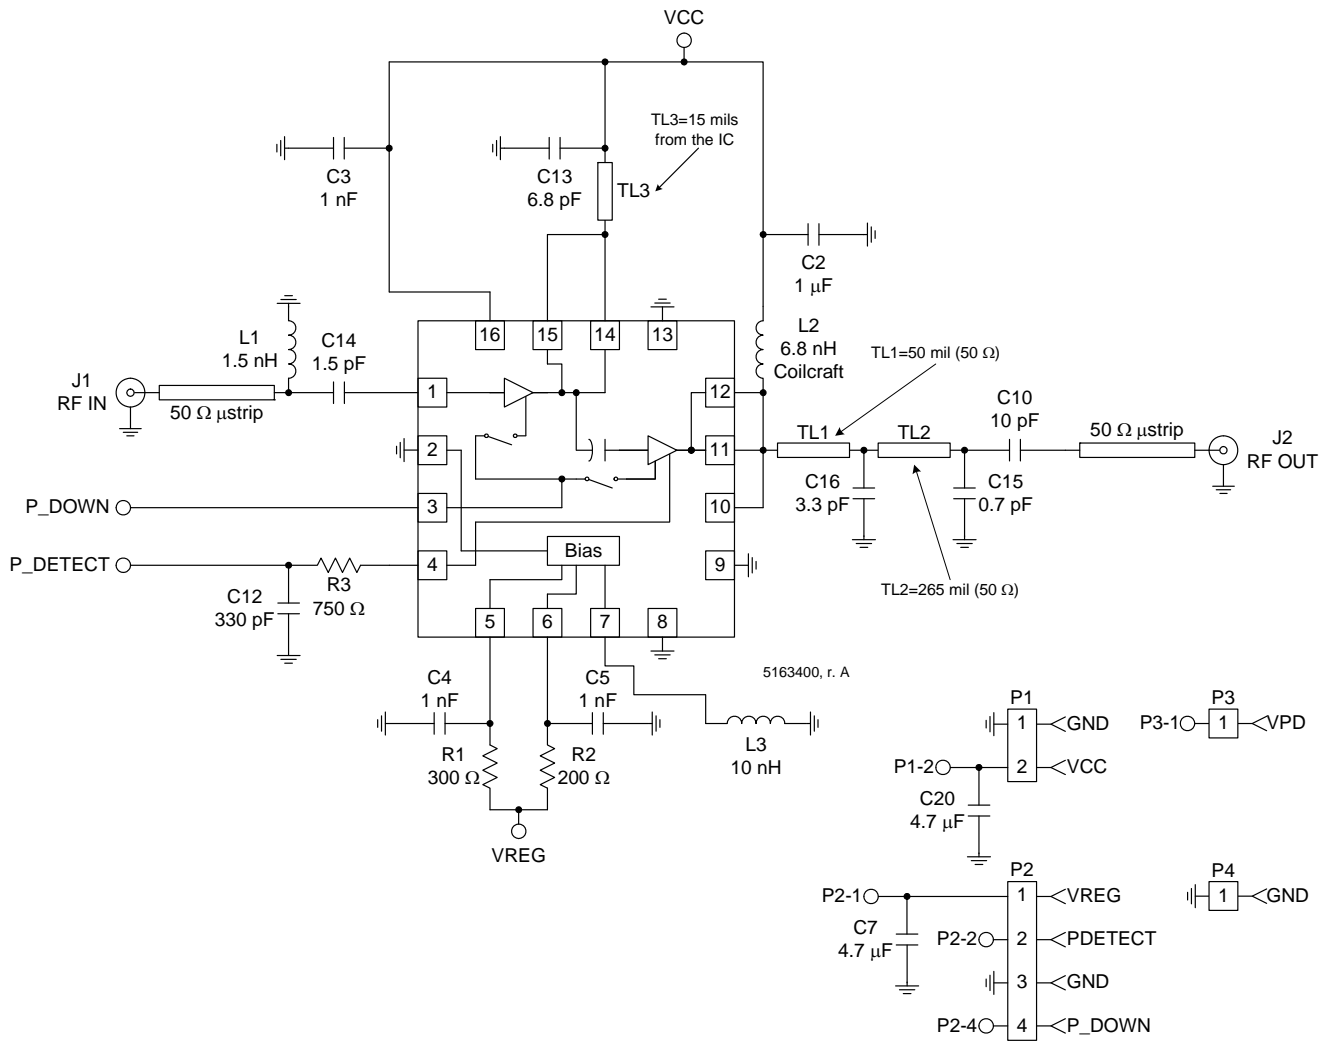 VCC
TL3=15 mils
from the IC
C3
1 nF
C13
6.8 pF
TL3
C2
1 μF
L1
1.5 nH
C14
1.5 pF
16
15
14
13
L2
6.8 nH
Coilcraft
TL1=50 mil (50 Ω)
J1
RF IN
50 Ω μstrip
1
12
C10
10 pF
2
11
TL1
TL2
50 Ω μstrip
J2
RF OUT
C16
3.3 pF
C15
0.7 pF
P_DOWN
3
10
P_DETECT
R3
750 Ω
4
Bias
9
C12
330 pF
TL2=265 mil (50 Ω)
5
6
7
8
C4
1 nF
C5
1 nF
5163400, r. A
R1
300 Ω
R2
200 Ω
L3
10 nH
VREG
P1
1
GND
P1-2
2
VCC
C20
4.7 μF
P3
P3-1
1
VPD
P2
P2-1
1
VREG
C7
4.7 μF
P2-2
2
PDETECT
3
GND
P2-4
4
P_DOWN
P4
1
GND